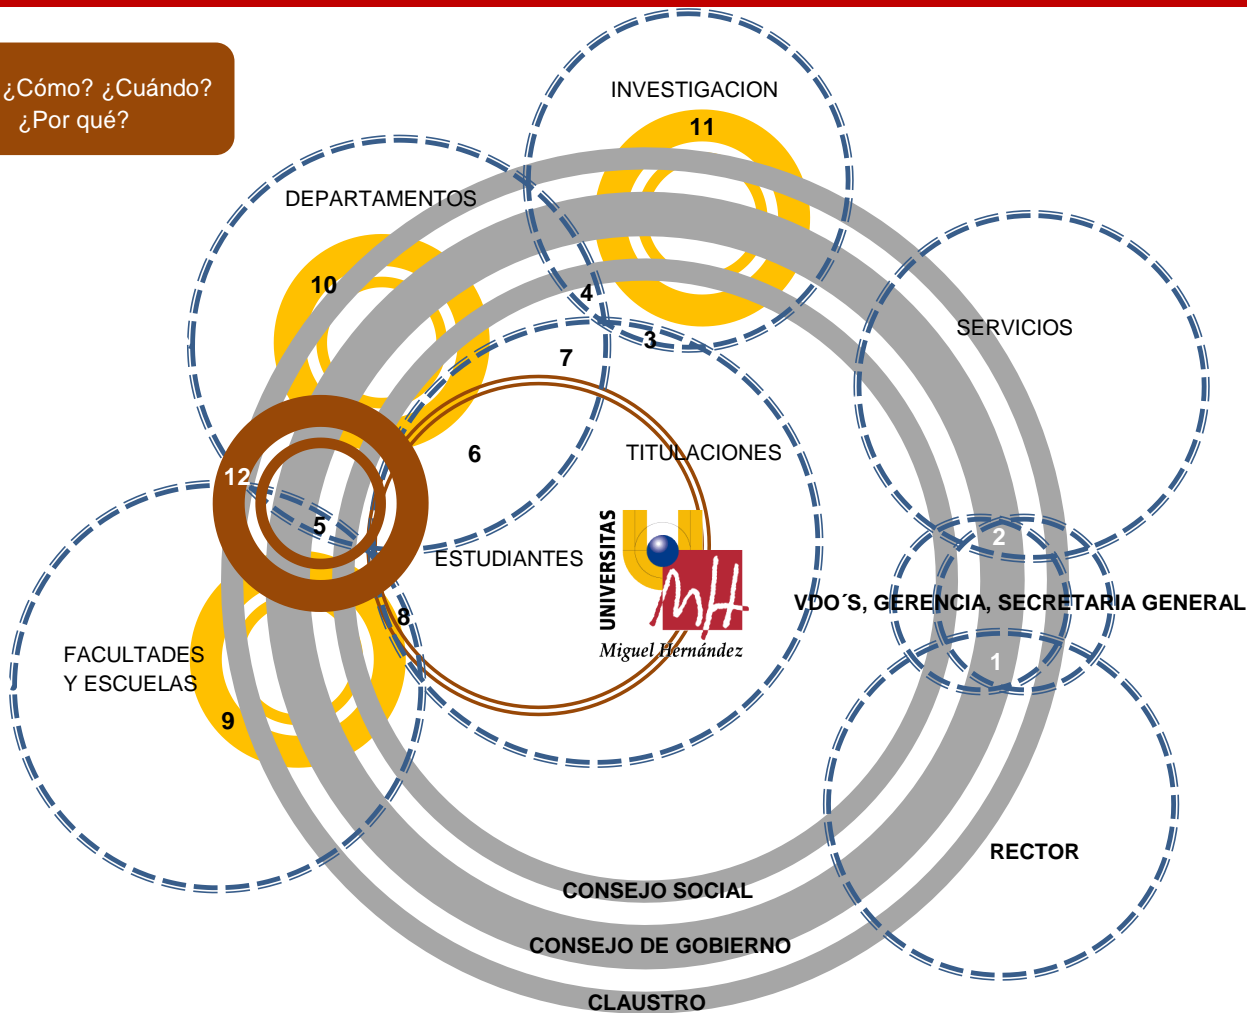 ¿Cómo? ¿Cuándo?
¿Por qué?
INVESTIGACION
11
DEPARTAMENTOS
10
4
3
SERVICIOS
7
6
TITULACIONES
12
5
ESTUDIANTES
UNIVERSITAS
Miguel Hernández
2
VDO´S, GERENCIA, SECRETARIA GENERAL
8
1
FACULTADES
Y ESCUELAS
9
RECTOR
CONSEJO SOCIAL
CONSEJO DE GOBIERNO
CLAUSTRO